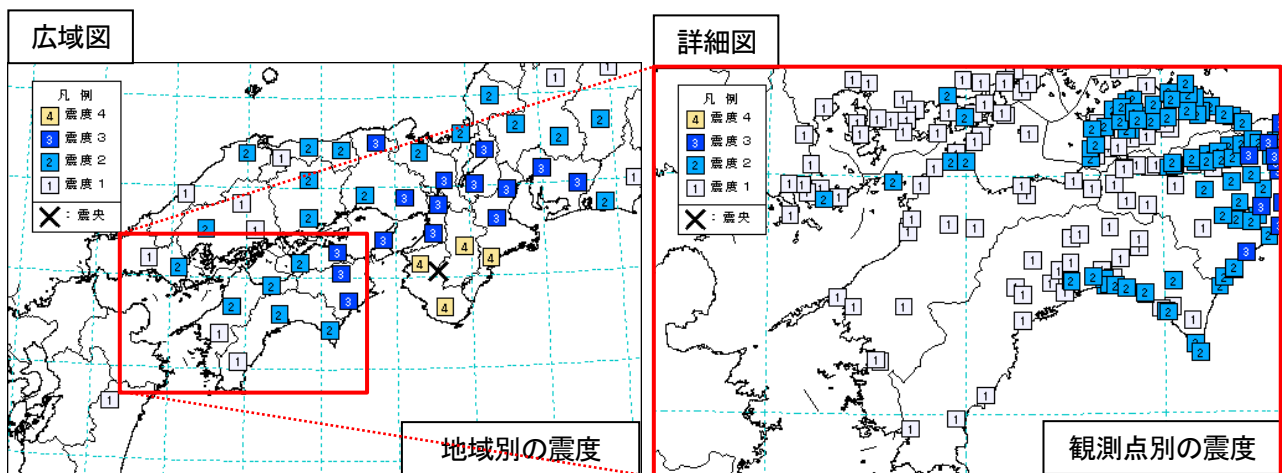 広域図
凡 例
4 震度４
3 震度３
2 震度２
1 震度１
：震央
地域別の震度
詳細図
凡 例
4 震度４
3 震度３
2 震度２
1 震度１
：震央
観測点別の震度